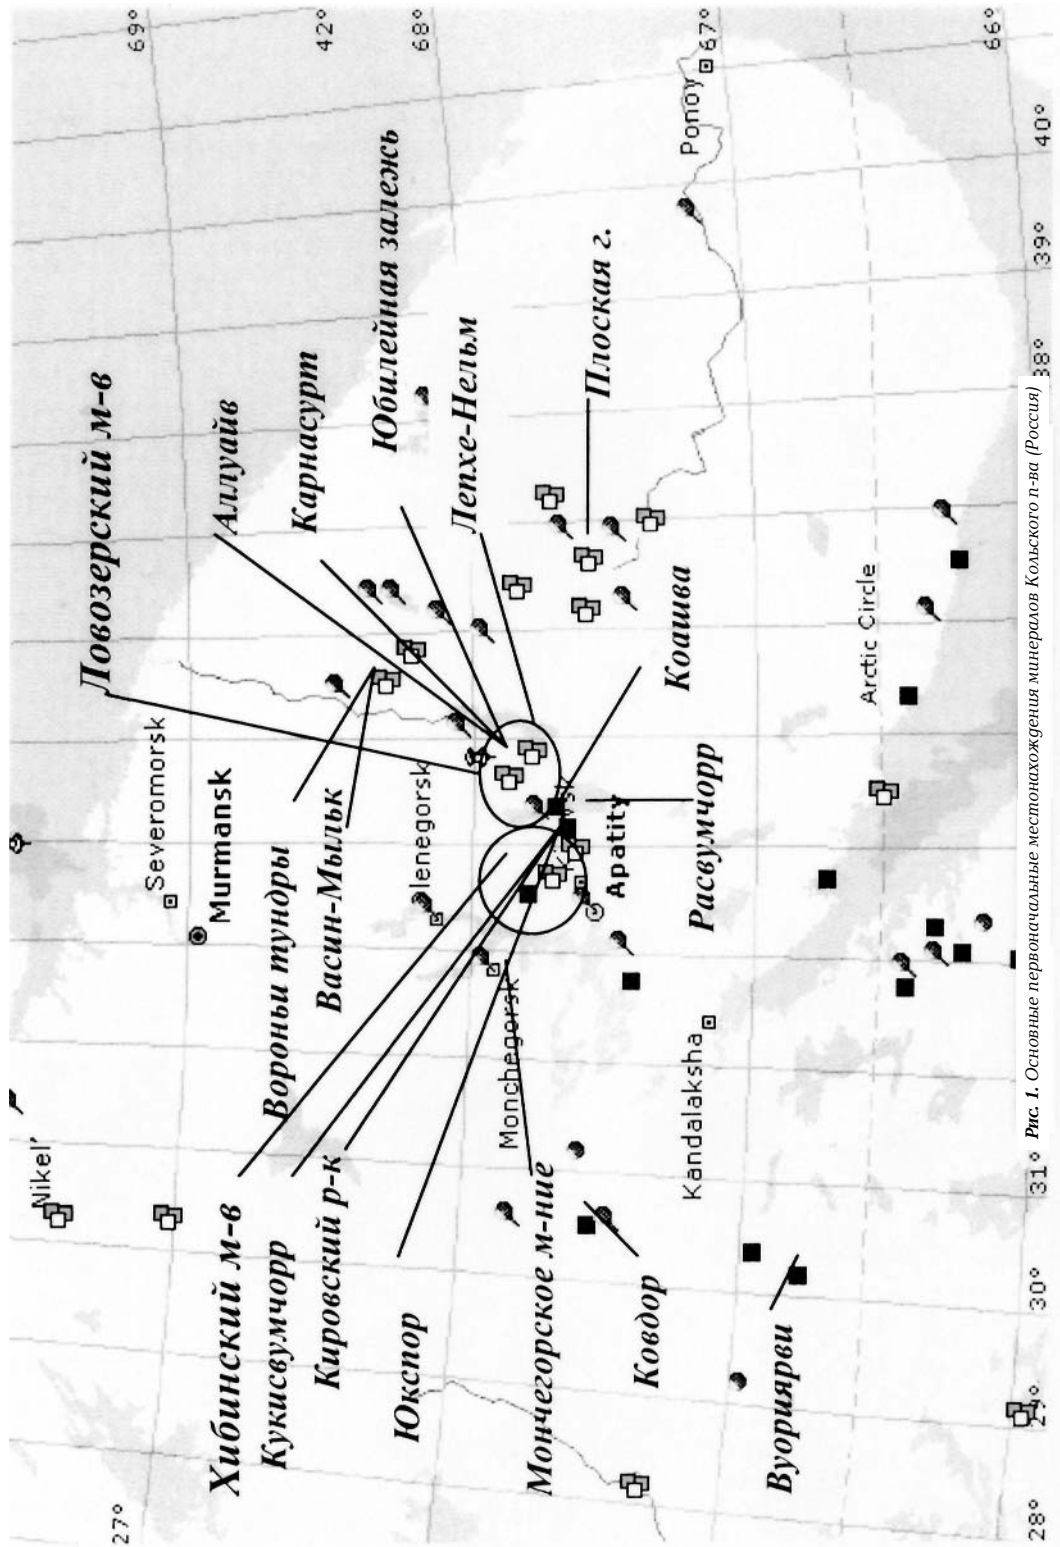 69°
42
68°
67°
66°
Ponoy
40°
39°
38°
Юбилейная залежь
Плоская г.
Лепхе-Нельм
Карнасурт
Аллуайв
Ловозерский м-в
Коашва
Arctic Circle
Severomorsk
Murmansk
lenegorsk
Apatity
Расвумчорр
Васин-Мыльк
Вороньи тундры
Monchegorsk
Kandalaksha
Nikel'
31°
Хибинский м-в
Кукисвумчорр
Кировский р-к
Юкспор
Мончегорское м-ние
Ковдор
Вуориярви
30°
29°
28°
27°
Рис. 1. Основные первоначальные местонахождения минералов Кольского п-ва (Россия)